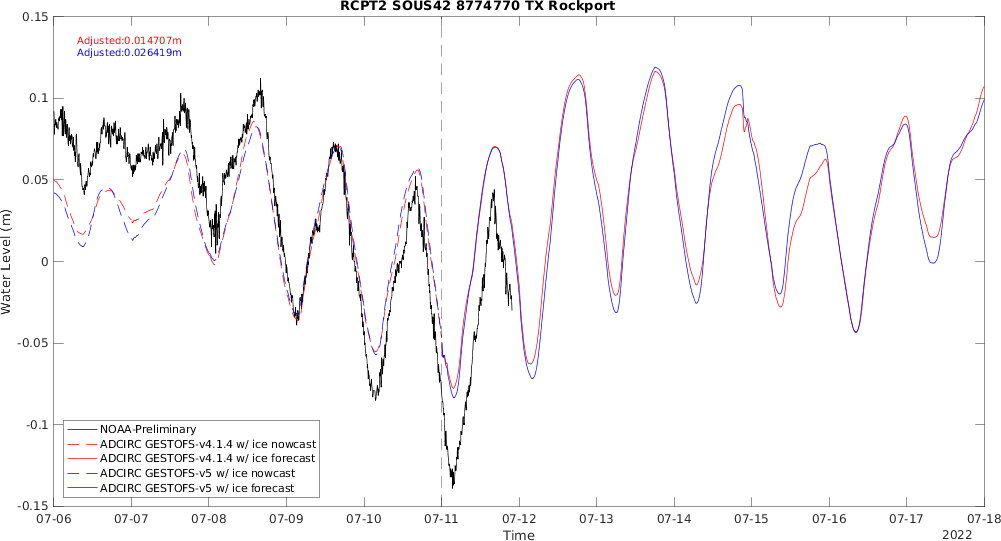 RCPT2 SOUS42 8774770 TX Rockport
Adjusted:0.014707m
Adjusted:0.026419m
0.15
0.1
0.05
0
-0.05
-0.1
-0.15
Water Level (m)
NOAA-Preliminary
ADCIRC GESTOFS-v4.1.4 w/ ice nowcast
ADCIRC GESTOFS-v4.1.4 w/ ice forecast
ADCIRC GESTOFS-v5 w/ ice nowcast
ADCIRC GESTOFS-v5 w/ ice forecast
07-06 07-07 07-08 07-09 07-10 07-11 07-12 07-13 07-14 07-15 07-16 07-17 07-18
Time
2022